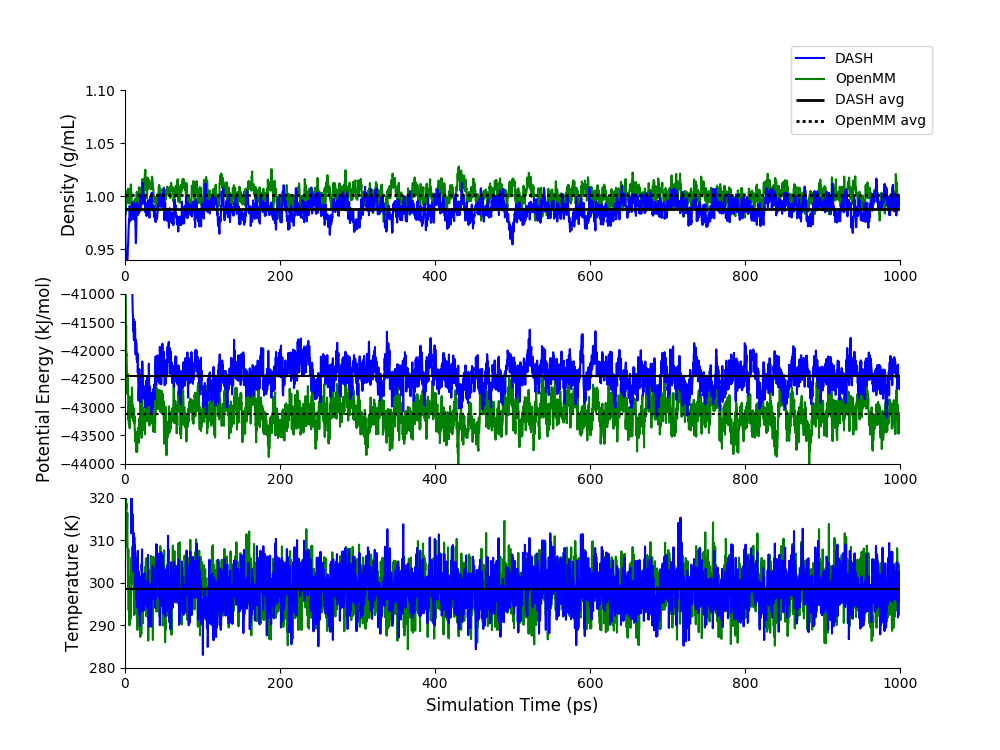 DASH
OpenMM
DASH avg
OpenMM avg
1.10
1.05
1.00
0.95
Density (g/mL)
0 200 400 600 800 1000
−41000
−41500
−42000
−42500
−43000
−43500
−44000
Potential Energy (kJ/mol)
0 200 400 600 800 1000
320
310
300
290
280
Temperature (K)
0 200 400 600 800 1000
Simulation Time (ps)